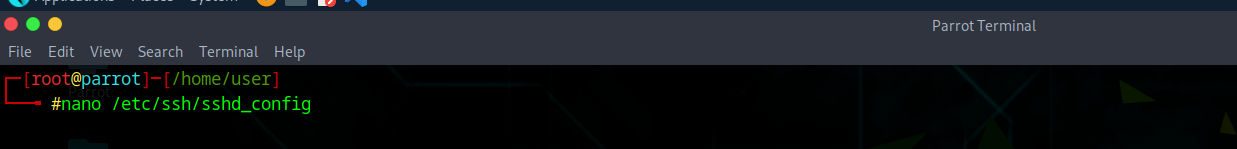 Applications Places System
Parrot Terminal
File Edit View Search Terminal Help
[root@parrot]─[/home/user]
#nano /etc/ssh/sshd_config
Parrot